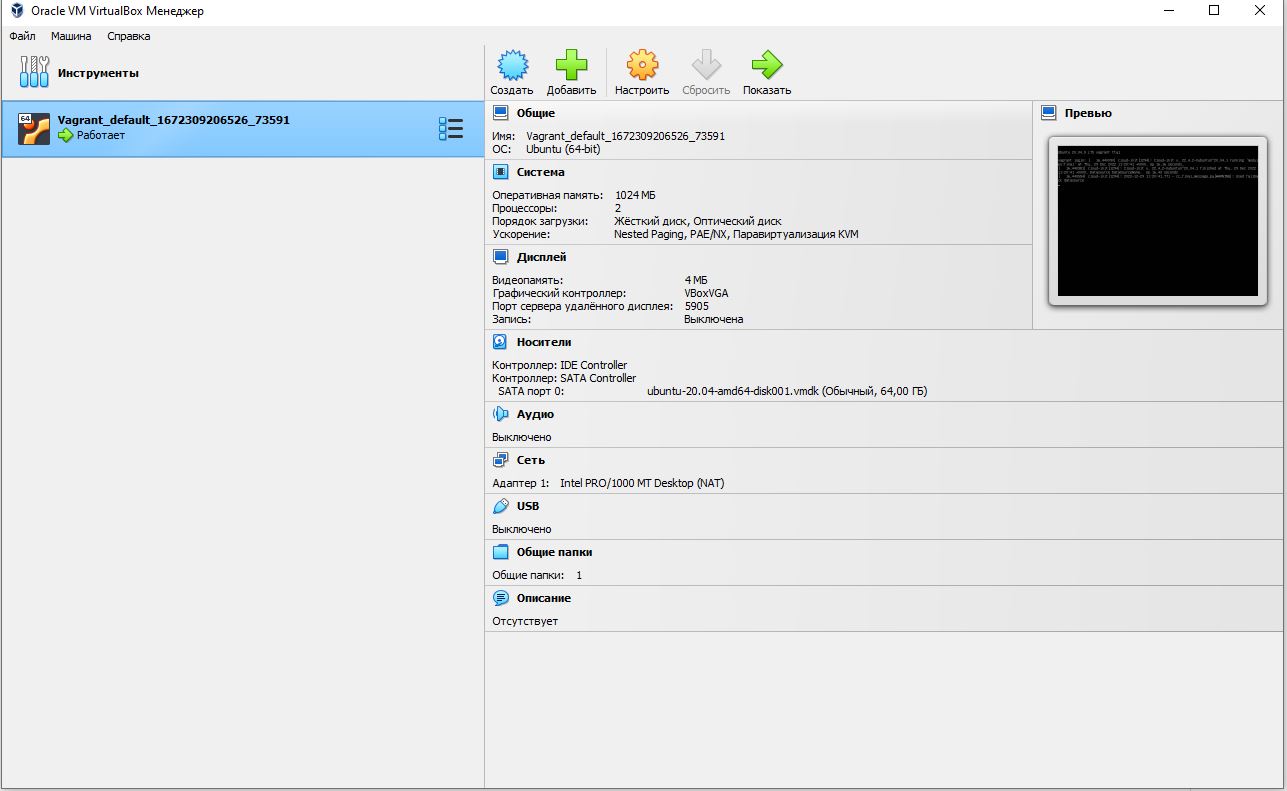 Oracle VM VirtualBox Менеджер
Файл Машина Справка
Инструменты
Создать Добавить Настроить Сбросить Показать
64
Vagrant_default_1672309206526_73591
Работает
Общие
Имя: Vagrant_default_1672309206526_73591
ОС: Ubuntu (64-bit)
Превью
Система
Оперативная память: 1024 МБ
Процессоры: 2
Порядок загрузки: Жёсткий диск, Оптический диск
Ускорение: Nested Paging, PAE/NX, Паравиртуализация KVM
Дисплей
Видеопамять: 4 МБ
Графический контроллер: VBoxVGA
Порт сервера удалённого дисплея: 5905
Запись: Выключена
Носители
Контроллер: IDE Controller
Контроллер: SATA Controller
SATA порт 0: ubuntu-20.04-amd64-disk001.vmdk (Обычный, 64,00 ГБ)
Аудио
Выключено
Сеть
Адаптер 1: Intel PRO/1000 MT Desktop (NAT)
USB
Выключено
Общие папки
Общие папки: 1
Описание
Отсутствует